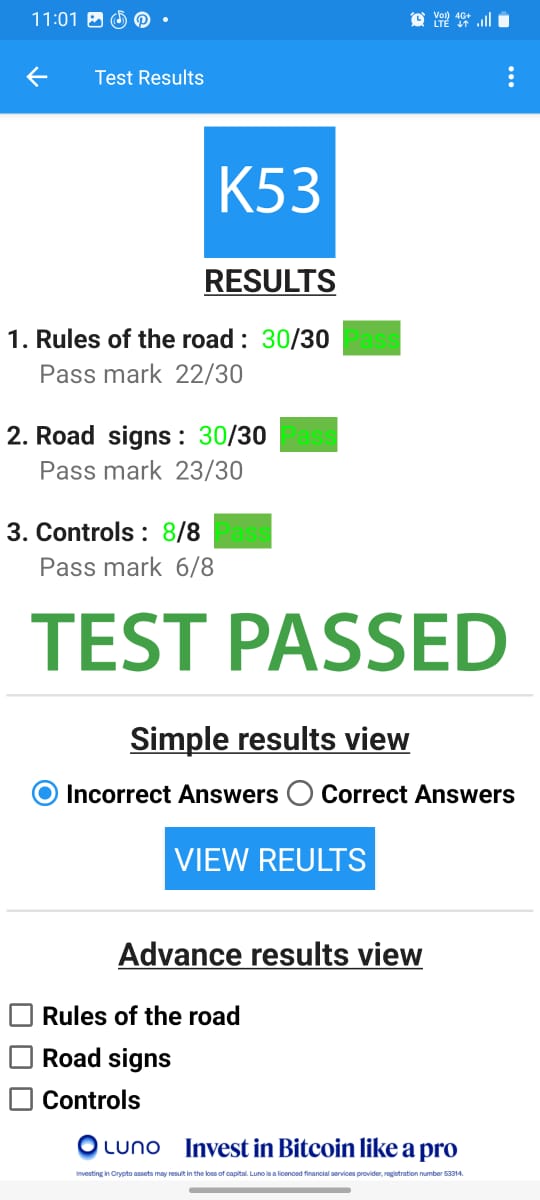 11:01
Vo)) LTE 4G+
Test Results
K53
RESULTS
1. Rules of the road : 30/30 Pass
Pass mark 22/30
2. Road signs : 30/30 Pass
Pass mark 23/30
3. Controls : 8/8 Pass
Pass mark 6/8
TEST PASSED
Simple results view
Incorrect Answers Correct Answers
VIEW REULTS
Advance results view
Rules of the road
Road signs
Controls
LUNO Invest in Bitcoin like a pro
Investing in Crypto assets may result in the loss of capital. Luno is a licenced financial services provider, registration number 53314.